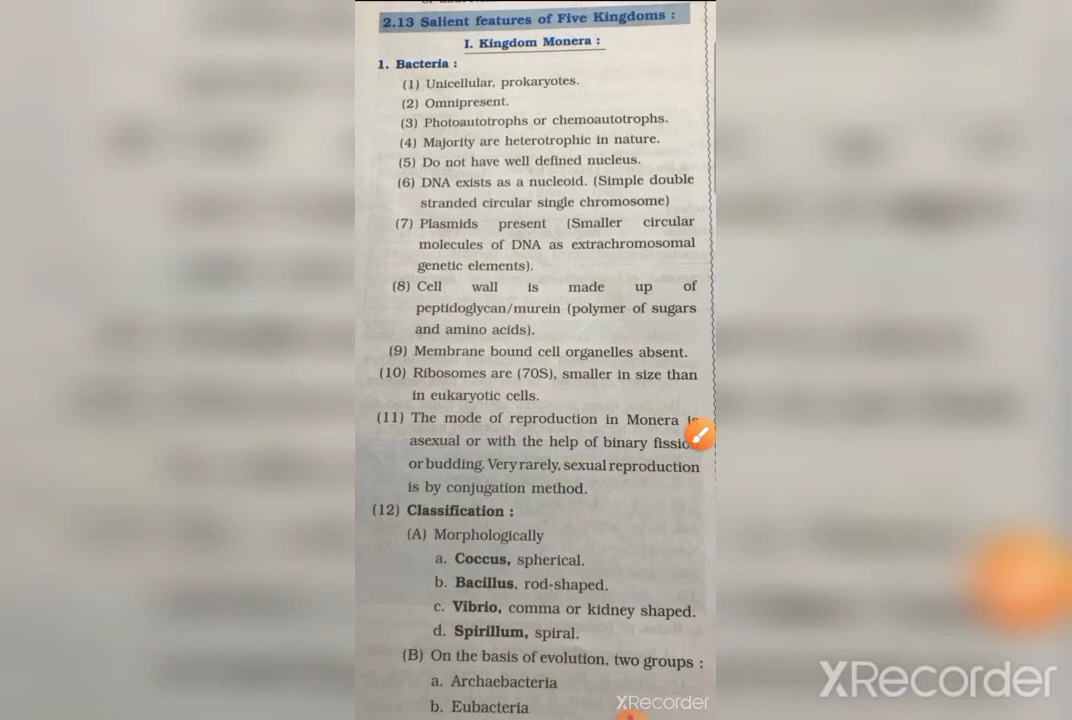 2.13 Salient features of Five Kingdoms :
I. Kingdom Monera :
1. Bacteria :
(1) Unicellular, prokaryotes.
(2) Omnipresent.
(3) Photoautotrophs or chemoautotrophs.
(4) Majority are heterotrophic in nature.
(5) Do not have well defined nucleus.
(6) DNA exists as a nucleoid. (Simple double
stranded circular single chromosome)
(7) Plasmids present (Smaller circular
molecules of DNA as extrachromosomal
genetic elements).
(8) Cell wall is made up of
peptidoglycan/murein (polymer of sugars
and amino acids).
(9) Membrane bound cell organelles absent.
(10) Ribosomes are (70S), smaller in size than
in eukaryotic cells.
(11) The mode of reproduction in Monera is
asexual or with the help of binary fission
or budding. Very rarely, sexual reproduction
is by conjugation method.
(12) Classification :
(A) Morphologically
a. Coccus, spherical.
b. Bacillus, rod-shaped.
c. Vibrio, comma or kidney shaped.
d. Spirillum, spiral.
(B) On the basis of evolution, two groups :
a. Archaebacteria
b. Eubacteria
XRecorder
XRecorder